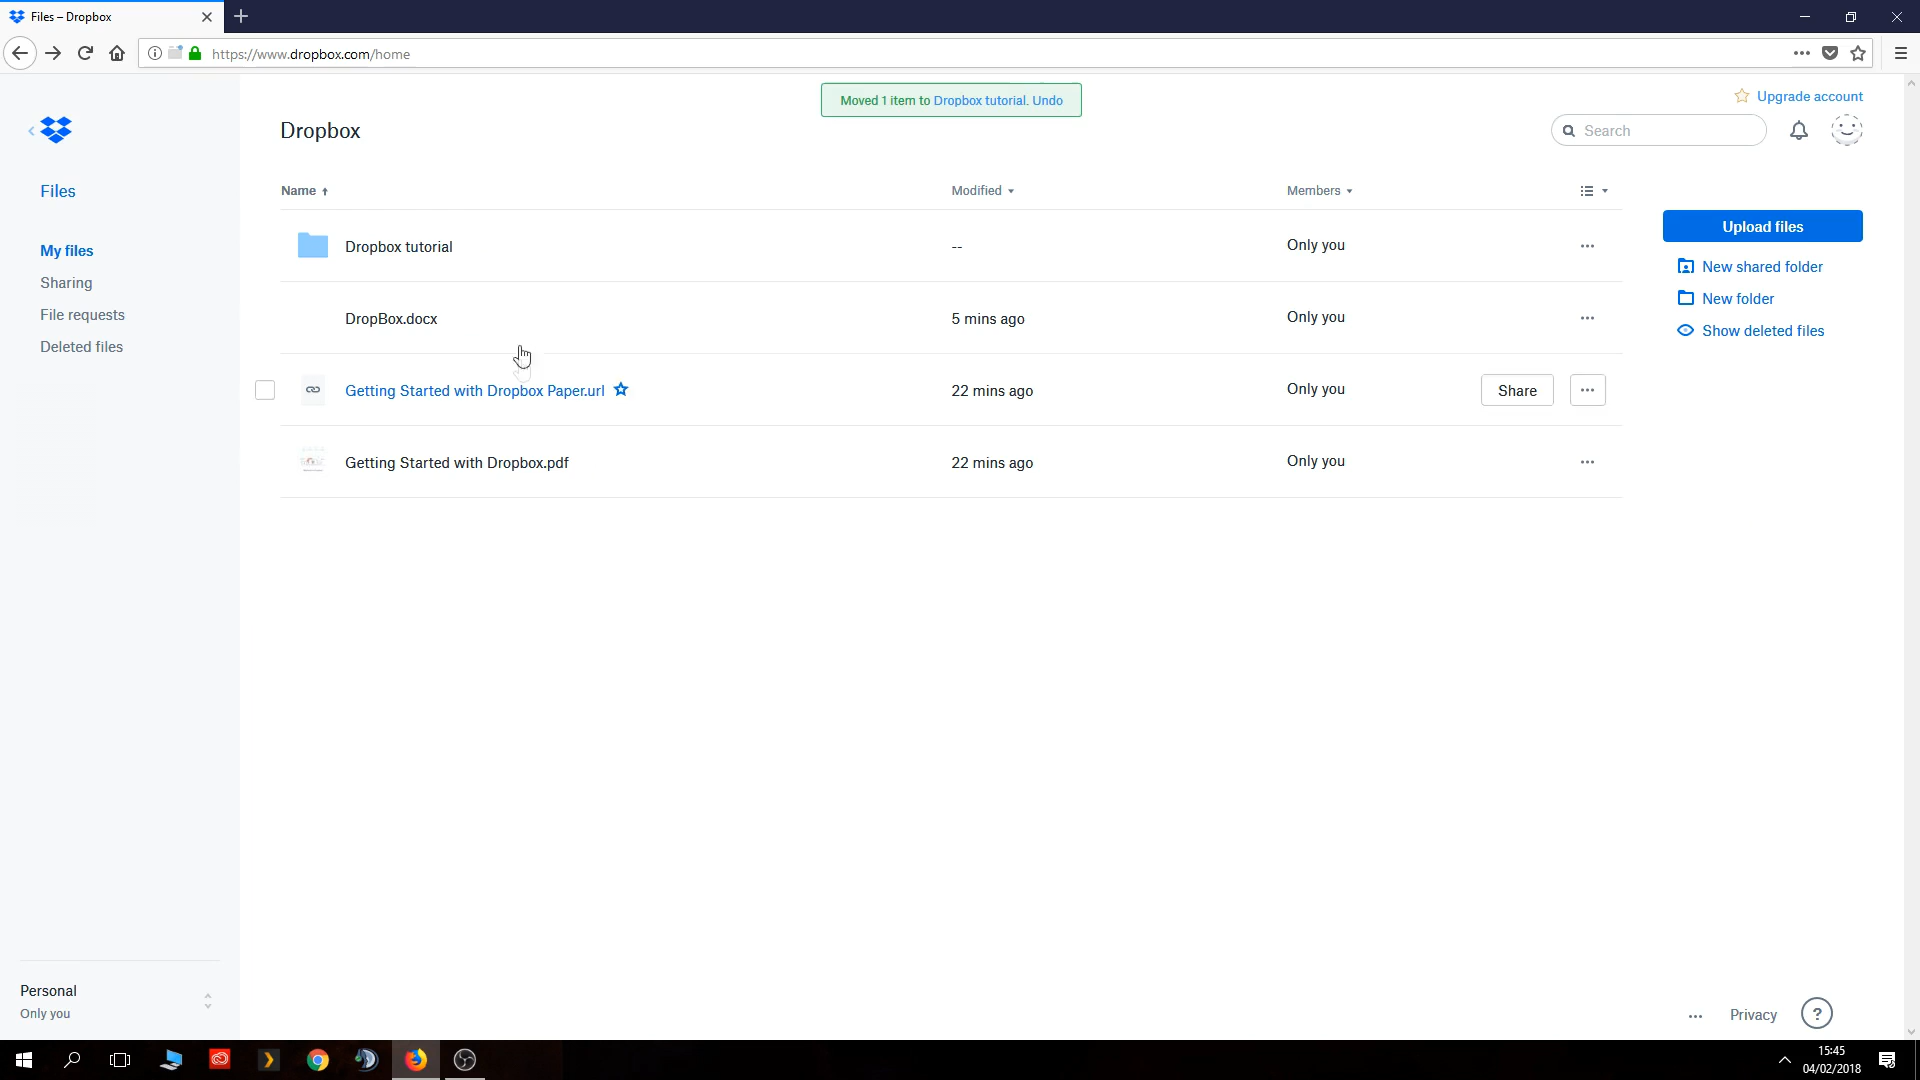 Files – Dropbox
https://www.dropbox.com/home
Moved 1 item to Dropbox tutorial. Undo
Upgrade account
Dropbox
Search
Files
My files
Sharing
File requests
Deleted files
Name Modified Members
Dropbox tutorial -- Only you
DropBox.docx 5 mins ago Only you
Getting Started with Dropbox Paper.url 22 mins ago Only you Share
Getting Started with Dropbox.pdf 22 mins ago Only you
Upload files
New shared folder
New folder
Show deleted files
Personal
Only you
Privacy
?
15:45
04/02/2018